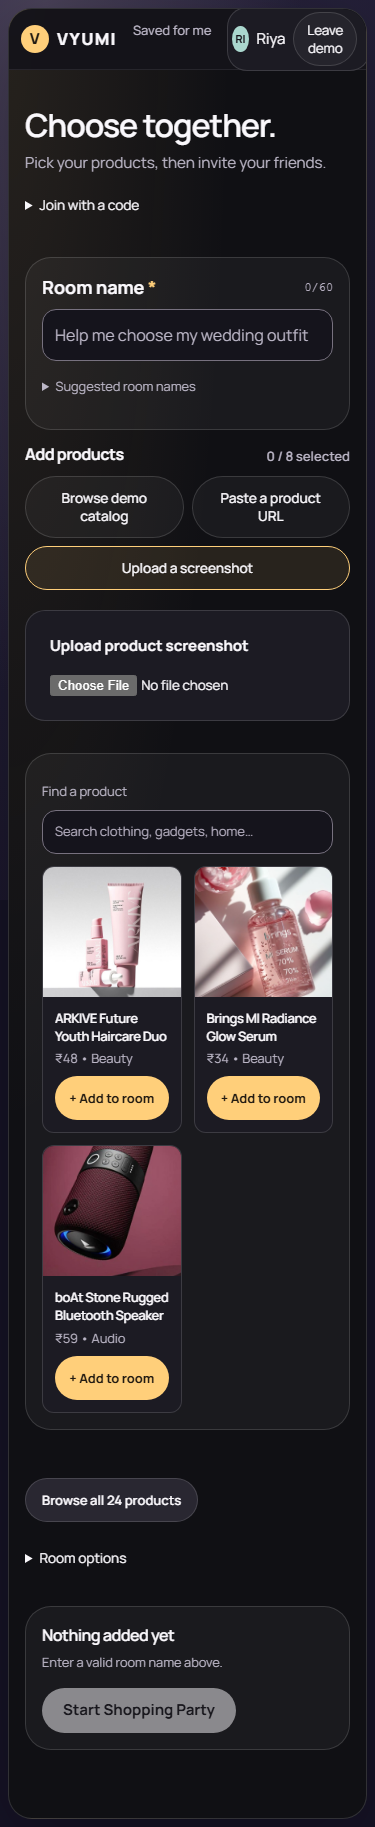 V VYUMI
Saved for me
RI Riya
Leave
demo
Choose together.
Pick your products, then invite your friends.
▶ Join with a code
Room name *
0/60
Help me choose my wedding outfit
▶ Suggested room names
Add products
0 / 8 selected
Browse demo
catalog
Paste a product
URL
Upload a screenshot
Upload product screenshot
Choose File No file chosen
Find a product
Search clothing, gadgets, home...
ARKIVE Future
Youth Haircare Duo
₹48 • Beauty
+ Add to room
Brings
SERUM
70%
70%
Brings MI Radiance
Glow Serum
₹34 • Beauty
+ Add to room
boAt Stone Rugged
Bluetooth Speaker
₹59 • Audio
+ Add to room
Browse all 24 products
▶ Room options
Nothing added yet
Enter a valid room name above.
Start Shopping Party